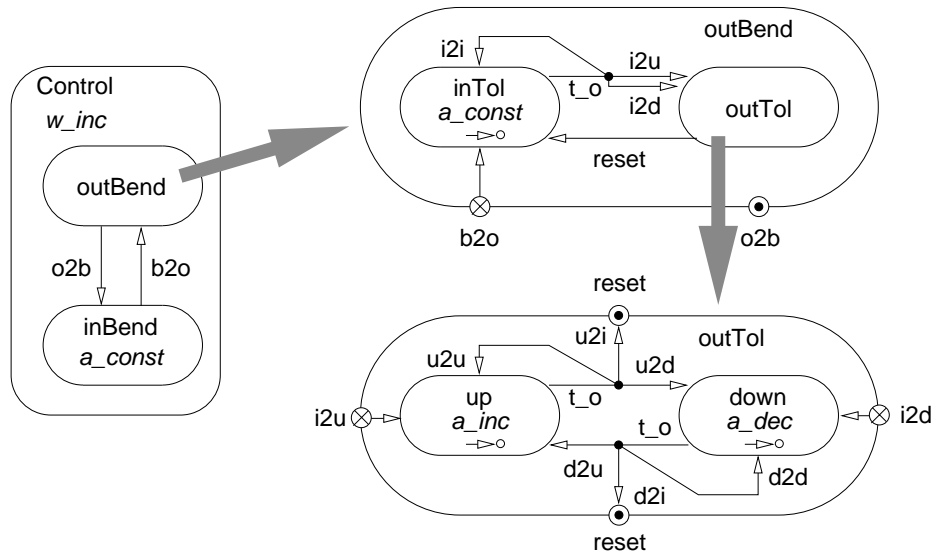 Control
w_inc
outBend
o2b
b2o
inBend
a_const
outBend
i2i
i2u
t_o
i2d
inTol
a_const
outTol
reset
b2o
o2b
reset
outTol
u2u
u2i
u2d
t_o
up
a_inc
down
a_dec
i2u
i2d
t_o
d2u
d2i
d2d
reset